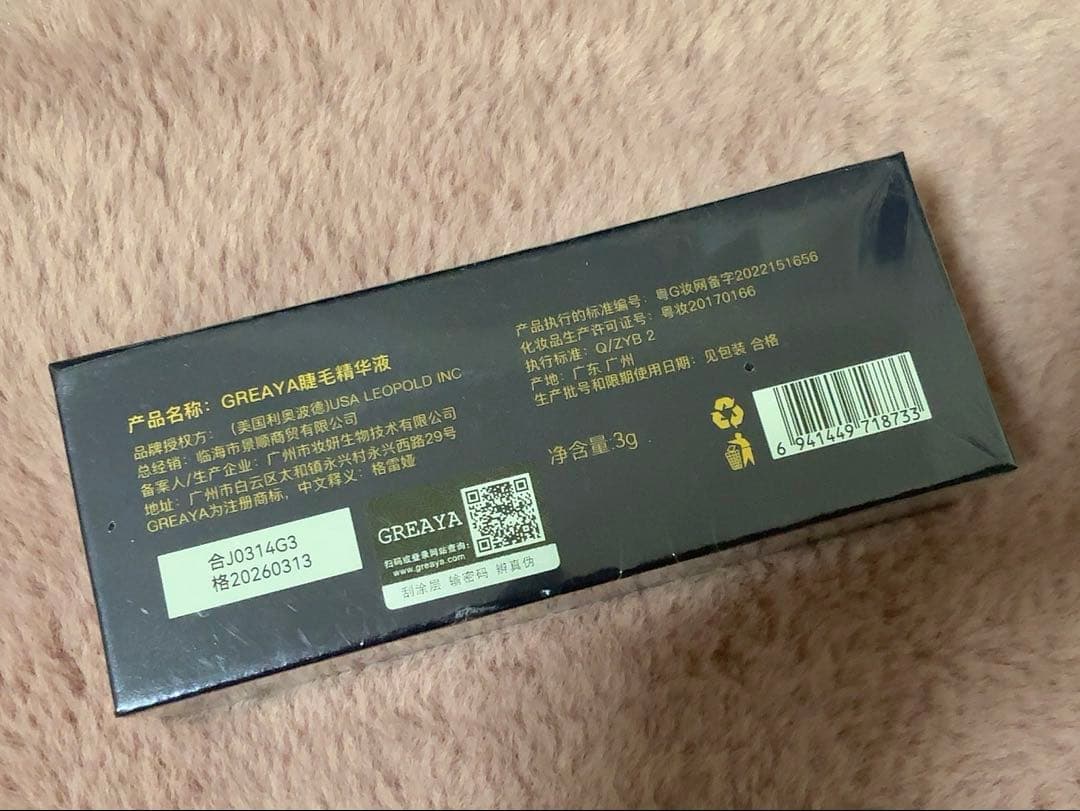 产品名称：GREAYA睫毛精华液
品牌授权方：(美国利奥波德)USA LEOPOLD INC
总经销：临海市景顺商贸有限公司
备案人/生产企业：广州市妆妍生物技术有限公司
地址：广州市白云区太和镇永兴村永兴西路29号
GREAYA为注册商标，中文释义：格雷娅
合J0314G3
格20260313
GREAYA
扫码或登录网站查询：
www.greaya.com
刮涂层 输密码 辨真伪
产品执行的标准编号：粤G妆网备字2022151656
化妆品生产许可证号：粤妆20170166
执行标准：Q/ZYB 2
产地：广东 广州
生产批号和限期使用日期：见包装 合格
净含量:3g
6 941449 718733